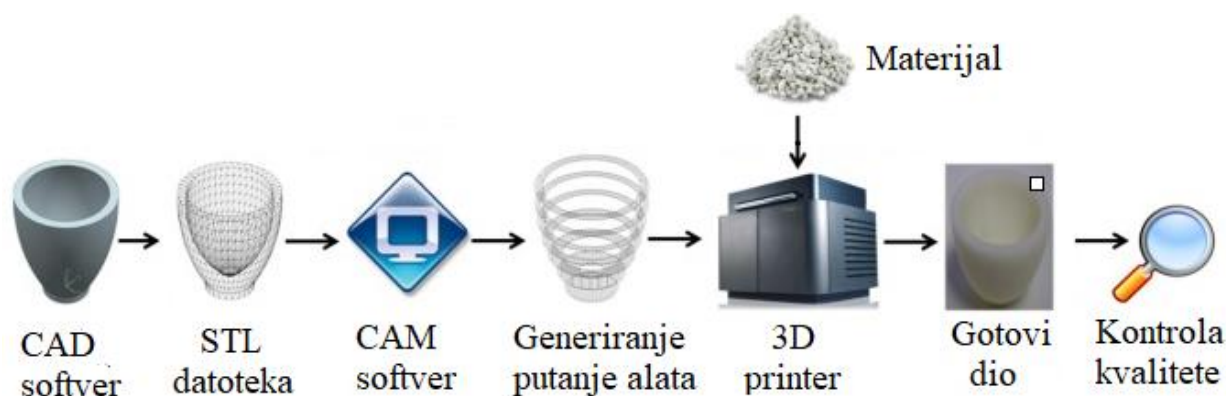 Materijal
CAD
softver
STL
datoteka
CAM
softver
Generiranje
putanje alata
3D
printer
Gotovi
dio
Kontrola
kvalitete